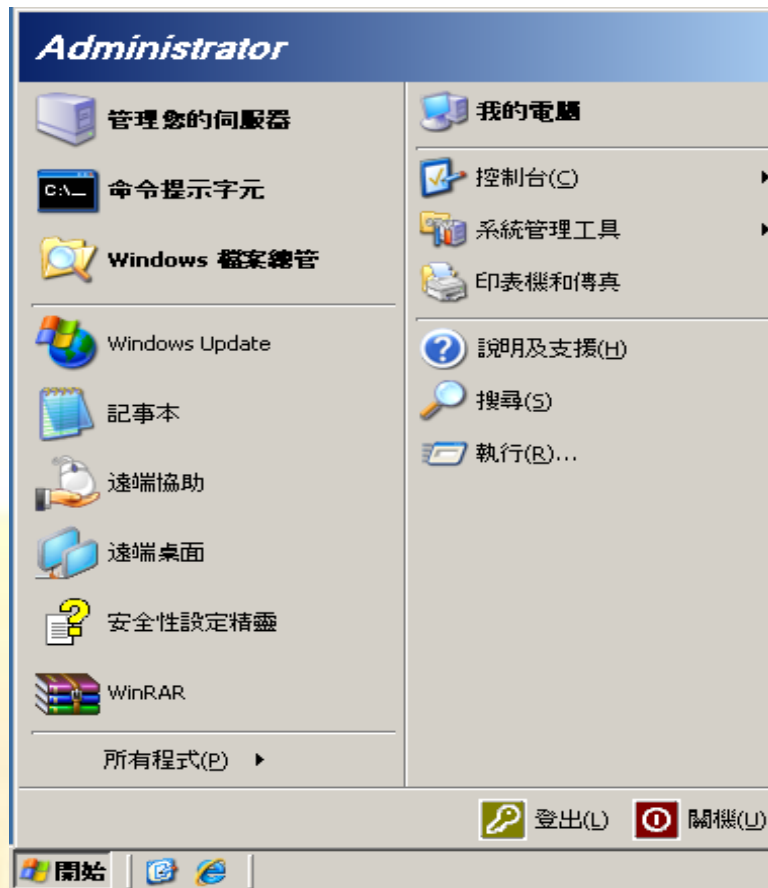 Administrator
管理您的伺服器
命令提示字元
Windows 檔案總管
Windows Update
記事本
遠端協助
遠端桌面
安全性設定精靈
WinRAR
所有程式(P)
我的電腦
控制台(C)
系統管理工具
印表機和傳真
說明及支援(H)
搜尋(S)
執行(R)...
登出(L)
關機(U)
開始
C:\_